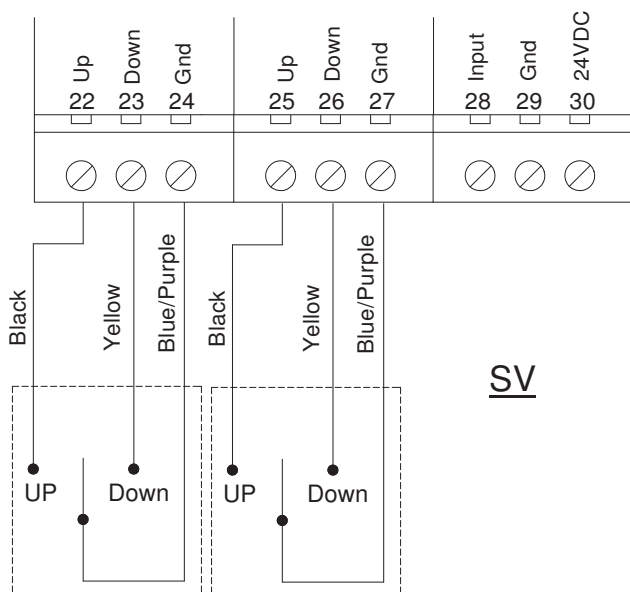 Up Down Gnd Up Down Gnd Input Gnd 24VDC
22 23 24 25 26 27 28 29 30
Black Yellow Blue/Purple Black Yellow Blue/Purple
SV
UP Down UP Down